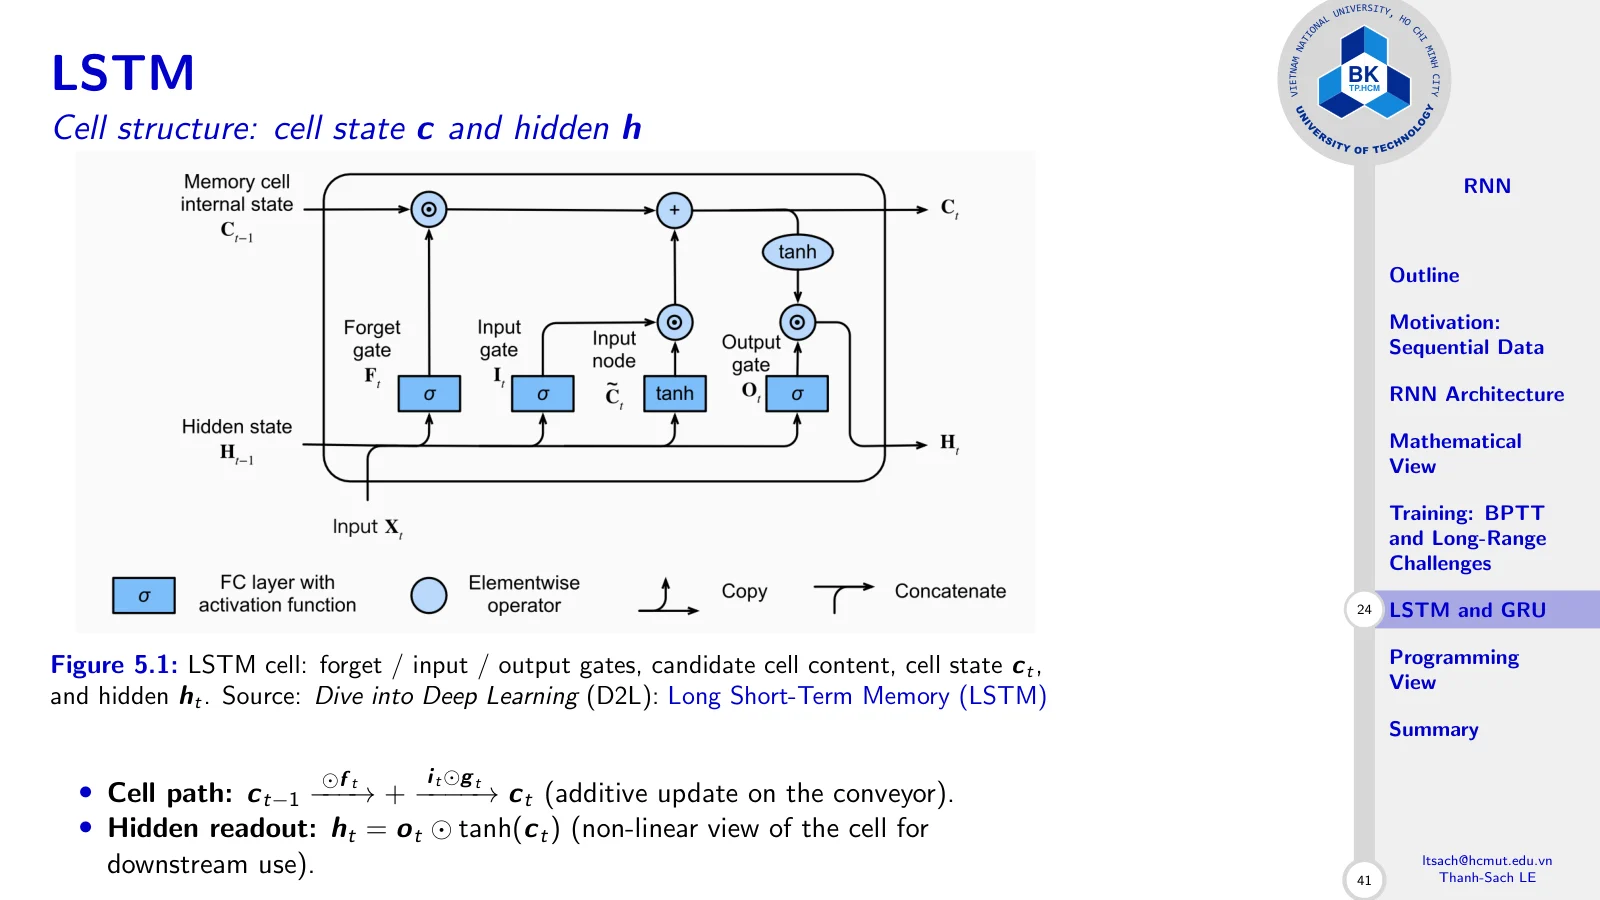 LSTM
Cell structure: cell state c and hidden h
Memory cell
internal state
C_{t−1}
⊙
+
C_t
tanh
Forget
gate
F_t
σ
Input
gate
I_t
σ
Input
node
C̃_t
tanh
⊙
Output
gate
O_t
σ
⊙
Hidden state
H_{t−1}
H_t
Input X_t
σ
FC layer with
activation function
Elementwise
operator
Copy
Concatenate
Figure 5.1: LSTM cell: forget / input / output gates, candidate cell content, cell state c_t,
and hidden h_t. Source: Dive into Deep Learning (D2L): Long Short-Term Memory (LSTM)
• Cell path: c_{t−1} —⊙f_t→ + —i_t⊙g_t→ c_t (additive update on the conveyor).
• Hidden readout: h_t = o_t ⊙ tanh(c_t) (non-linear view of the cell for
downstream use).
VIETNAM NATIONAL UNIVERSITY, HO CHI MINH CITY
BK
TP.HCM
UNIVERSITY OF TECHNOLOGY
RNN
Outline
Motivation:
Sequential Data
RNN Architecture
Mathematical
View
Training: BPTT
and Long-Range
Challenges
24
LSTM and GRU
Programming
View
Summary
41
ltsach@hcmut.edu.vn
Thanh-Sach LE